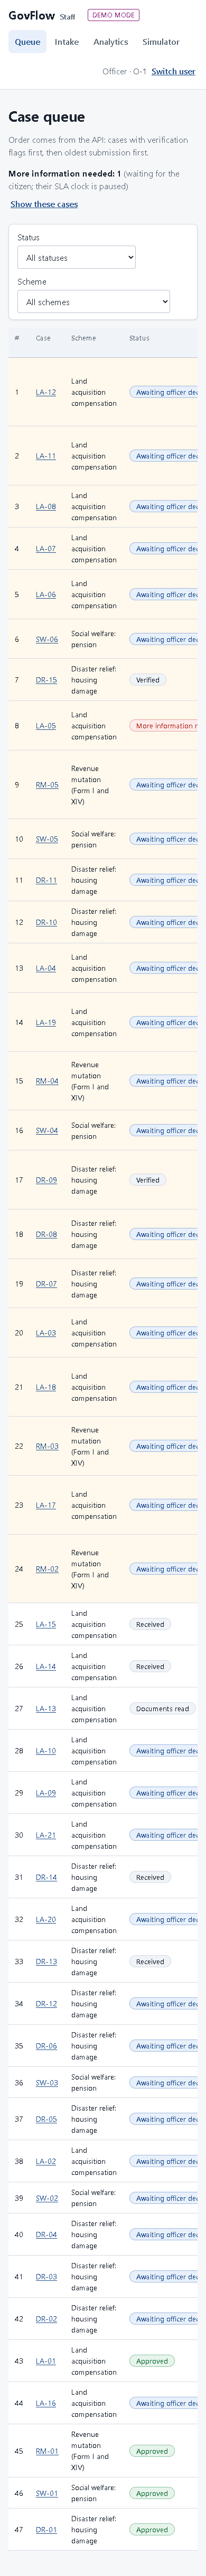 GovFlow Staff DEMO MODE
Queue Intake Analytics Simulator
Officer · O-1 Switch user
Case queue
Order comes from the API: cases with verification
flags first, then oldest submission first.
More information needed: 1 (waiting for the
citizen; their SLA clock is paused)
Show these cases
Status
All statuses
Scheme
All schemes
# Case Scheme Status
1 LA-12 Land acquisition compensation Awaiting officer dec
2 LA-11 Land acquisition compensation Awaiting officer dec
3 LA-08 Land acquisition compensation Awaiting officer dec
4 LA-07 Land acquisition compensation Awaiting officer dec
5 LA-06 Land acquisition compensation Awaiting officer dec
6 SW-06 Social welfare: pension Awaiting officer dec
7 DR-15 Disaster relief: housing damage Verified
8 LA-05 Land acquisition compensation More information n
9 RM-05 Revenue mutation (Form I and XIV) Awaiting officer dec
10 SW-05 Social welfare: pension Awaiting officer dec
11 DR-11 Disaster relief: housing damage Awaiting officer dec
12 DR-10 Disaster relief: housing damage Awaiting officer dec
13 LA-04 Land acquisition compensation Awaiting officer dec
14 LA-19 Land acquisition compensation Awaiting officer dec
15 RM-04 Revenue mutation (Form I and XIV) Awaiting officer dec
16 SW-04 Social welfare: pension Awaiting officer dec
17 DR-09 Disaster relief: housing damage Verified
18 DR-08 Disaster relief: housing damage Awaiting officer dec
19 DR-07 Disaster relief: housing damage Awaiting officer dec
20 LA-03 Land acquisition compensation Awaiting officer dec
21 LA-18 Land acquisition compensation Awaiting officer dec
22 RM-03 Revenue mutation (Form I and XIV) Awaiting officer dec
23 LA-17 Land acquisition compensation Awaiting officer dec
24 RM-02 Revenue mutation (Form I and XIV) Awaiting officer dec
25 LA-15 Land acquisition compensation Received
26 LA-14 Land acquisition compensation Received
27 LA-13 Land acquisition compensation Documents read
28 LA-10 Land acquisition compensation Awaiting officer dec
29 LA-09 Land acquisition compensation Awaiting officer dec
30 LA-21 Land acquisition compensation Awaiting officer dec
31 DR-14 Disaster relief: housing damage Received
32 LA-20 Land acquisition compensation Awaiting officer dec
33 DR-13 Disaster relief: housing damage Received
34 DR-12 Disaster relief: housing damage Awaiting officer dec
35 DR-06 Disaster relief: housing damage Awaiting officer dec
36 SW-03 Social welfare: pension Awaiting officer dec
37 DR-05 Disaster relief: housing damage Awaiting officer dec
38 LA-02 Land acquisition compensation Awaiting officer dec
39 SW-02 Social welfare: pension Awaiting officer dec
40 DR-04 Disaster relief: housing damage Awaiting officer dec
41 DR-03 Disaster relief: housing damage Awaiting officer dec
42 DR-02 Disaster relief: housing damage Awaiting officer dec
43 LA-01 Land acquisition compensation Approved
44 LA-16 Land acquisition compensation Awaiting officer dec
45 RM-01 Revenue mutation (Form I and XIV) Approved
46 SW-01 Social welfare: pension Approved
47 DR-01 Disaster relief: housing damage Approved